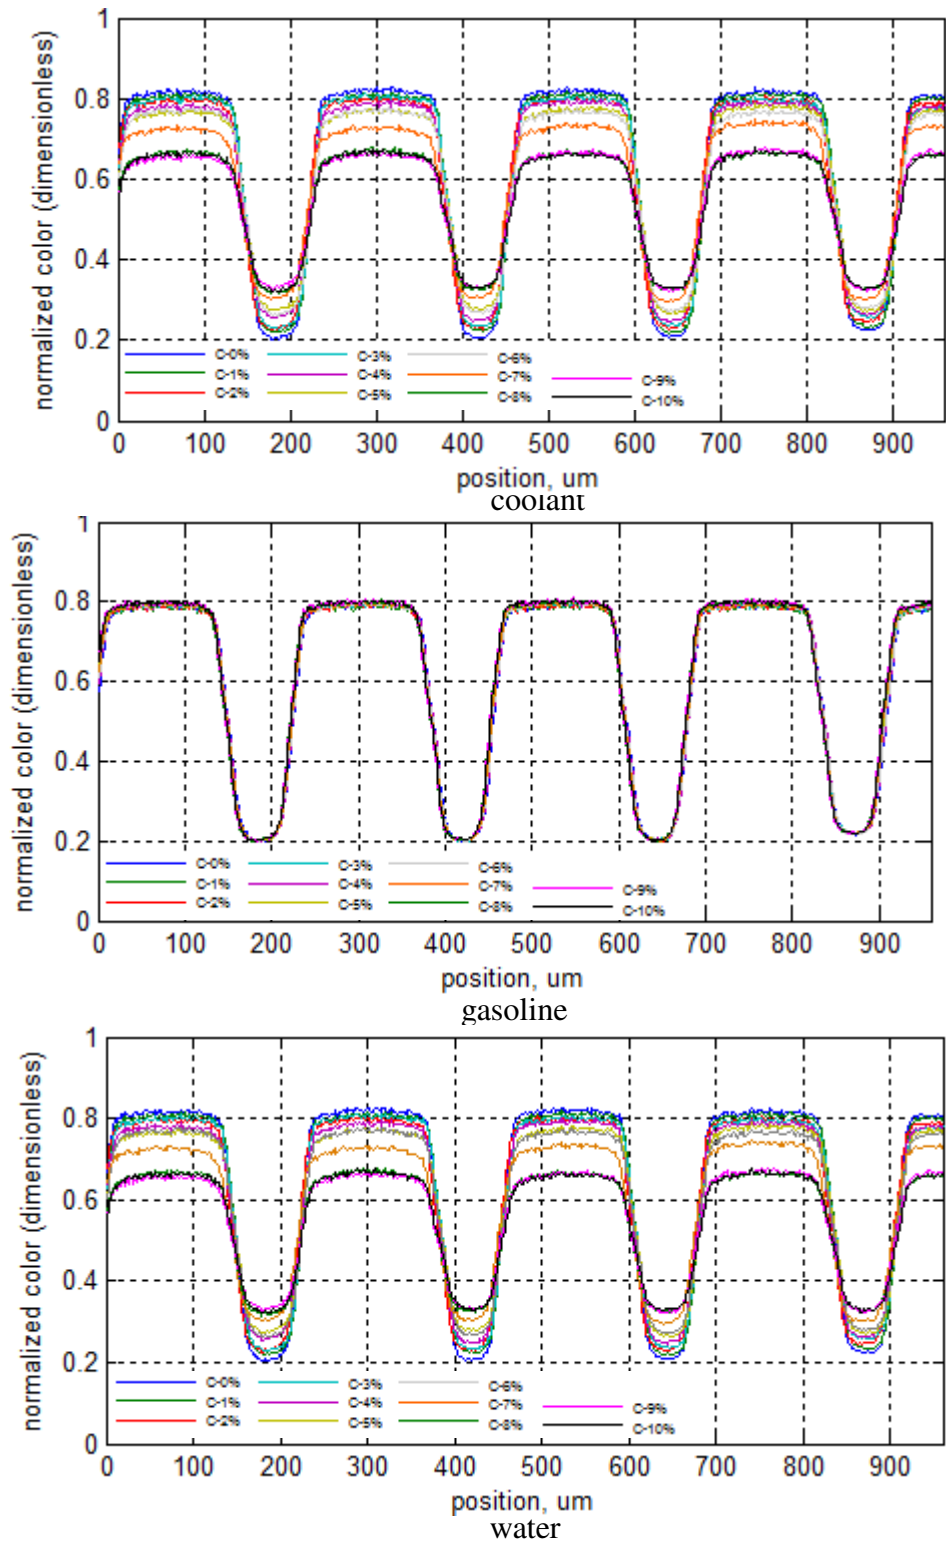 normalized color (dimensionless)
1
0.8
0.6
0.4
0.2
0
C-0% C-3% C-6%
C-1% C-4% C-7% C-9%
C-2% C-5% C-8% C-10%
0 100 200 300 400 500 600 700 800 900
position, um
coolant
normalized color (dimensionless)
1
0.8
0.6
0.4
0.2
0
C-0% C-3% C-6%
C-1% C-4% C-7% C-9%
C-2% C-5% C-8% C-10%
0 100 200 300 400 500 600 700 800 900
position, um
gasoline
normalized color (dimensionless)
1
0.8
0.6
0.4
0.2
0
C-0% C-3% C-6%
C-1% C-4% C-7% C-9%
C-2% C-5% C-8% C-10%
0 100 200 300 400 500 600 700 800 900
position, um
water